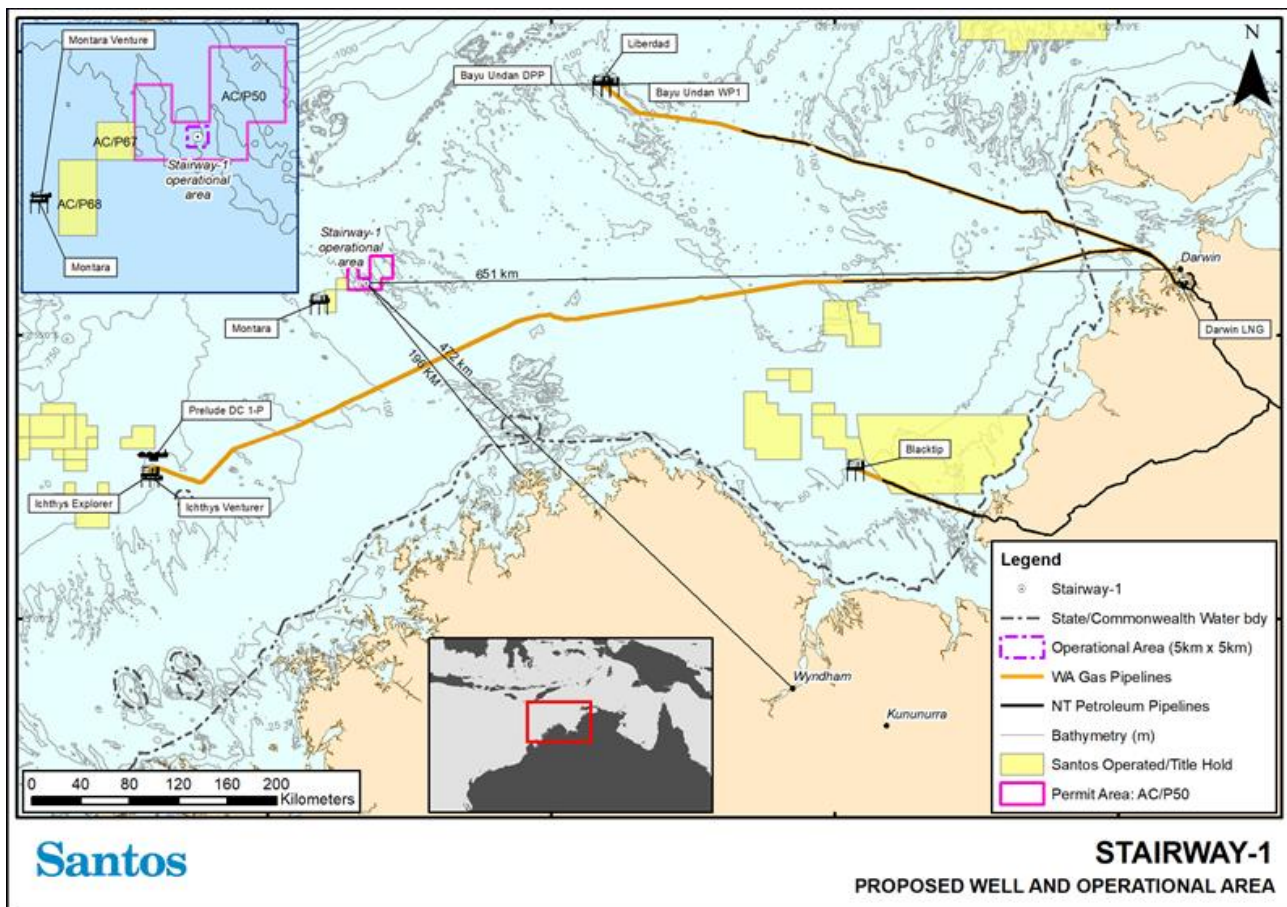 Montara Venture
AC/P50
AC/P67
Stairway-1
operational
area
AC/P68
Montara
N
Liberdad
Bayu Undan DPP
Bayu Undan WP1
-1000
-100
Stairway-1
operational
area
651 km
Darwin
Darwin LNG
Montara
472 km
196 KM
-750
-100
Prelude DC 1-P
Ichthys Explorer
Ichthys Venturer
Blacktip
Wyndham
Kununurra
0 40 80 120 160 200
Kilometers
Legend
Stairway-1
State/Commonwealth Water bdy
Operational Area (5km x 5km)
WA Gas Pipelines
NT Petroleum Pipelines
Bathymetry (m)
Santos Operated/Title Hold
Permit Area: AC/P50
Santos
STAIRWAY-1
PROPOSED WELL AND OPERATIONAL AREA